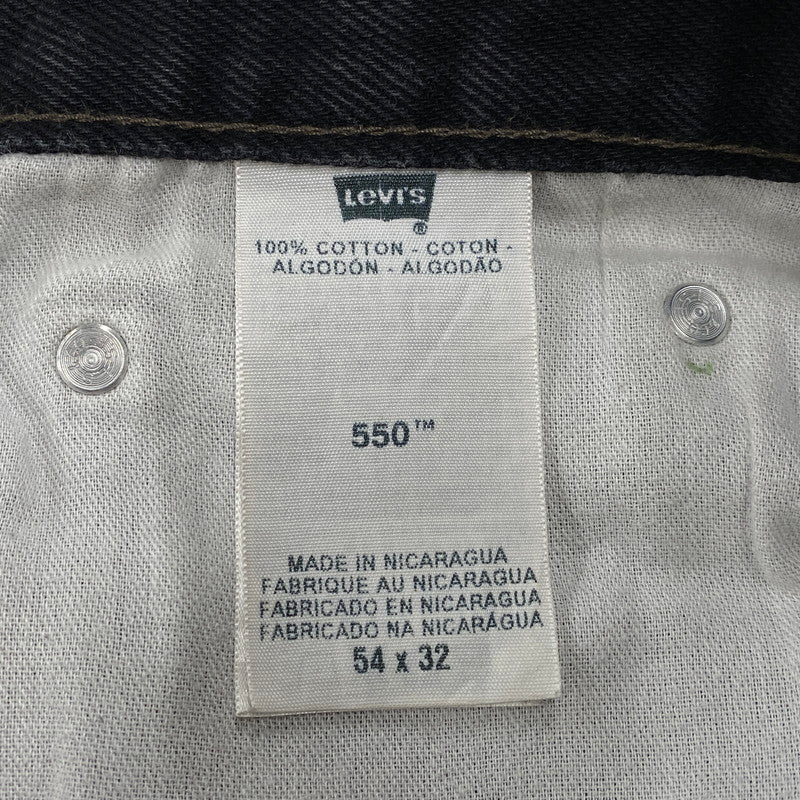 Levi's
®
100% COTTON - COTON -
ALGODÓN - ALGODÃO
550™
MADE IN NICARAGUA
FABRIQUE AU NICARAGUA
FABRICADO EN NICARAGUA
FABRICADO NA NICARÁGUA
54 x 32